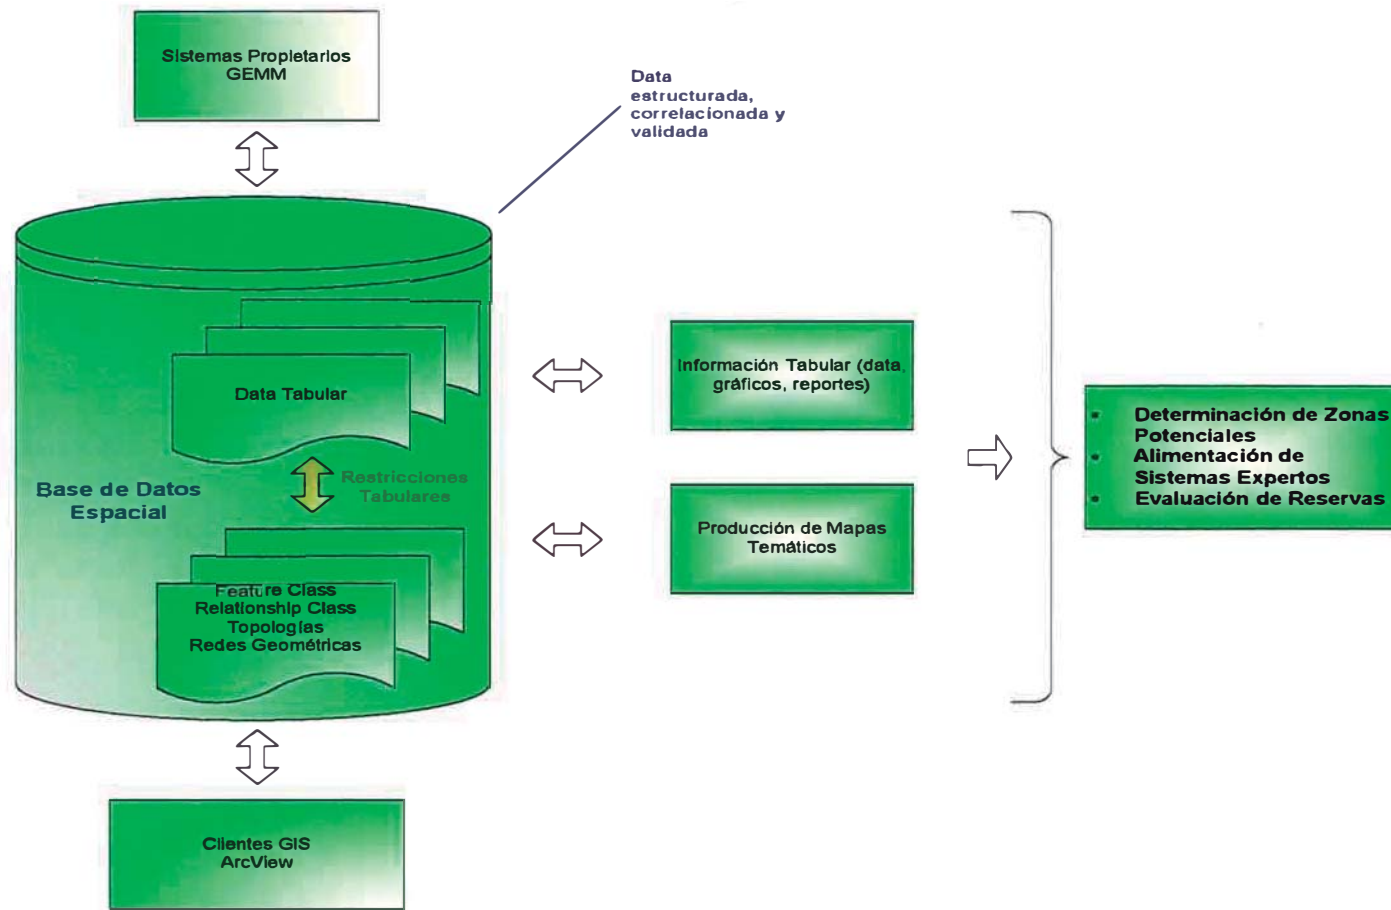 Sistemas Propietarios
GEMM
Data
estructurada,
correlacionada y
validada
Data Tabular
Restricciones
Tabulares
Base de Datos
Espacial
Feature Class
Relationship Class
Topologías
Redes Geométricas
Información Tabular (data,
gráficos, reportes)
Producción de Mapas
Temáticos
• Determinación de Zonas
Potenciales
• Alimentación de
Sistemas Expertos
• Evaluación de Reservas
Clientes GIS
ArcView